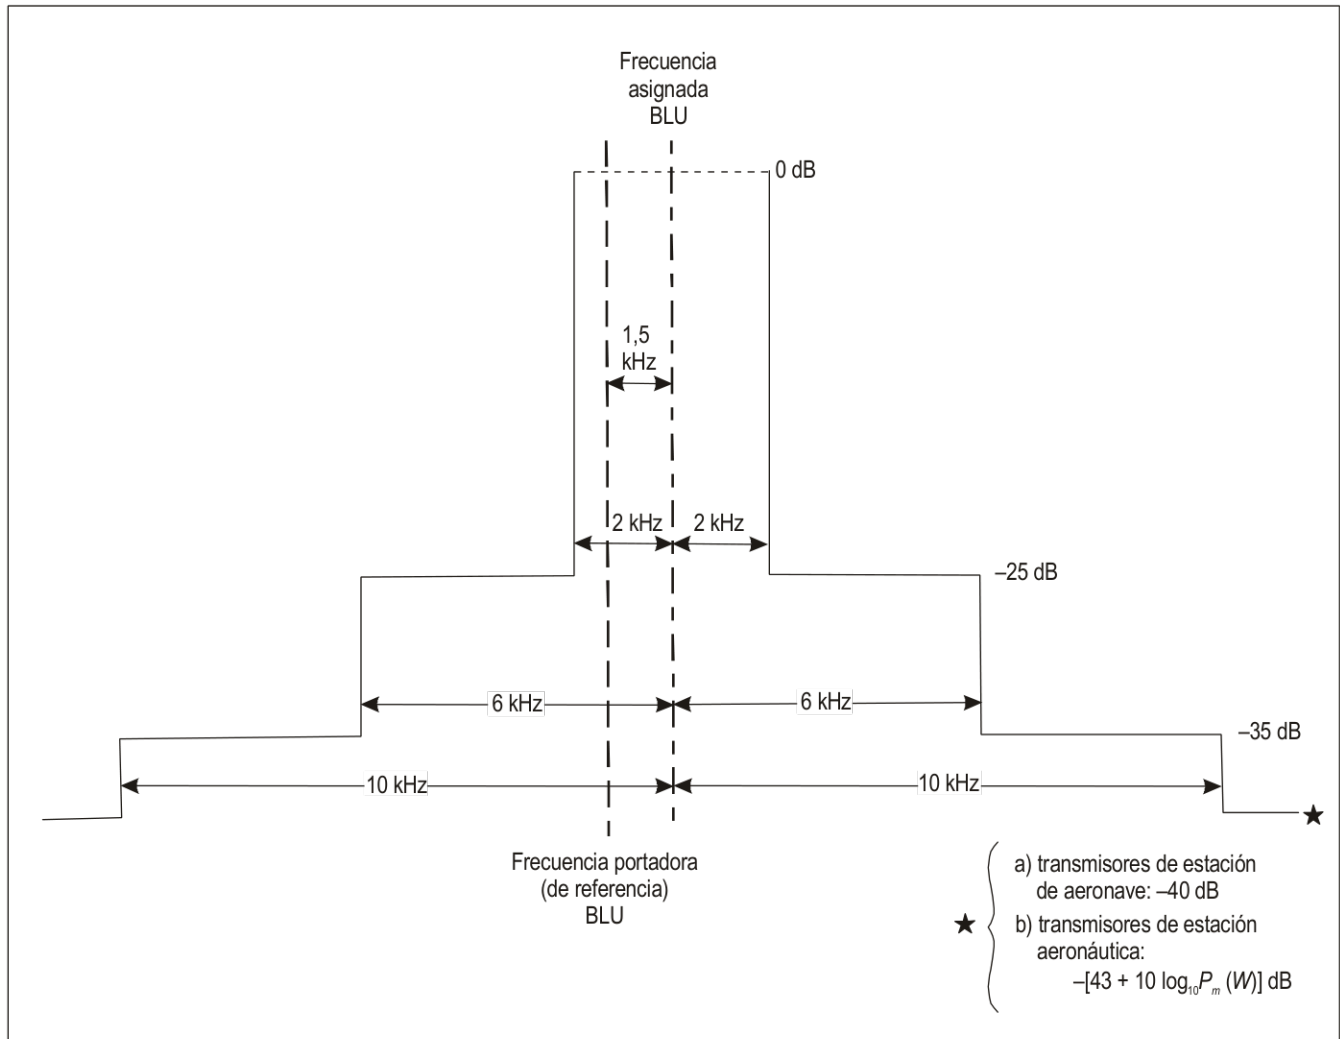 Frecuencia
asignada
BLU
0 dB
1,5
kHz
2 kHz
2 kHz
–25 dB
6 kHz
6 kHz
–35 dB
10 kHz
10 kHz
Frecuencia portadora
(de referencia)
BLU
★
a) transmisores de estación
de aeronave: –40 dB
★
b) transmisores de estación
aeronáutica:
–[43 + 10 log₁₀Pₘ (W)] dB